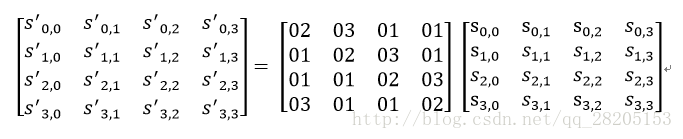 s'0,0 s'0,1 s'0,2 s'0,3 02 03 01 01 s0,0 s0,1 s0,2 s0,3
s'1,0 s'1,1 s'1,2 s'1,3 = 01 02 03 01 s1,0 s1,1 s1,2 s1,3
s'2,0 s'2,1 s'2,2 s'2,3 01 01 02 03 s2,0 s2,1 s2,2 s2,3
s'3,0 s'3,1 s'3,2 s'3,3 03 01 01 02 s3,0 s3,1 s3,2 s3,3
http://blog.csdn.net/qq_28205153